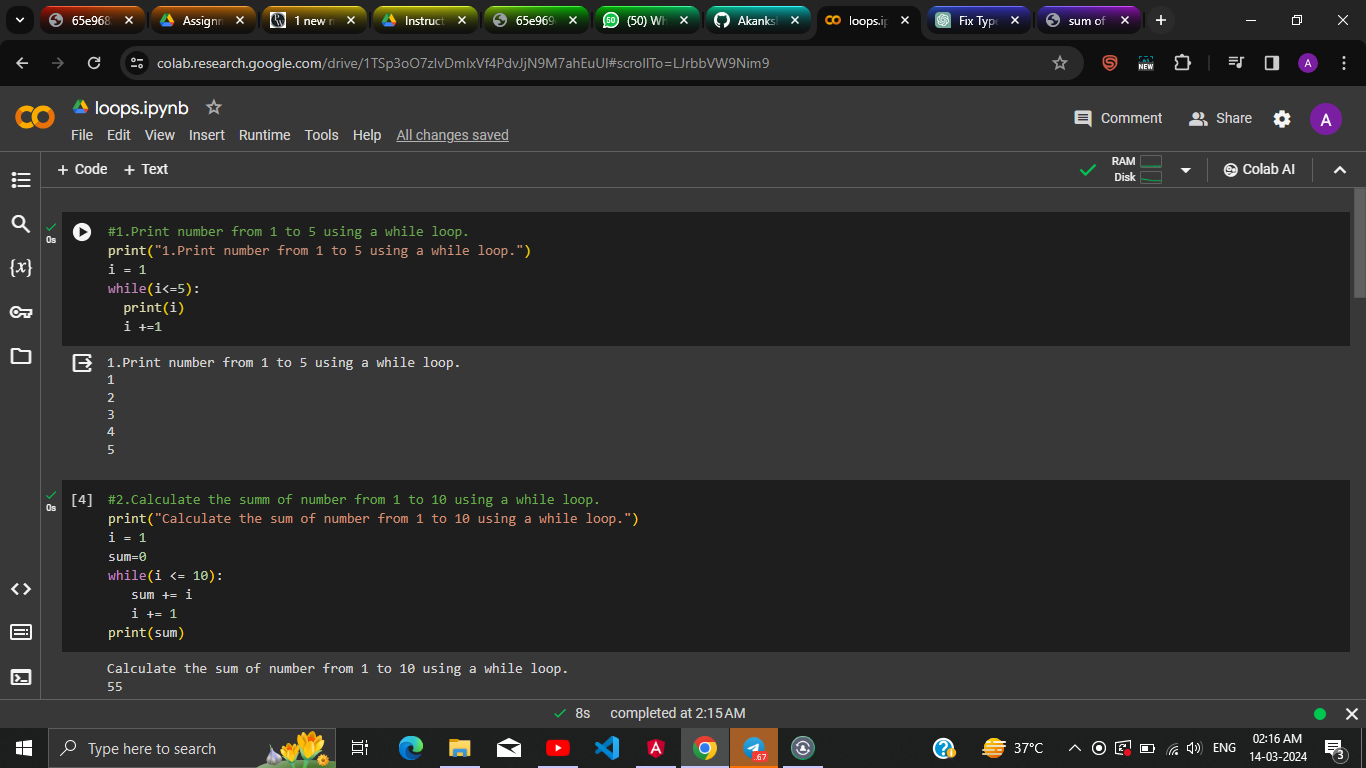 65e968
Assignn
1 new n
Instruct
65e969
(50) Wh
Akanks
loops.ip
Fix Type
sum of
colab.research.google.com/drive/1TSp3oO7zlvDmlxVf4PdvJjN9M7ahEuUl#scrollTo=LJrbbVW9Nim9
NEW
A
loops.ipynb
File Edit View Insert Runtime Tools Help All changes saved
Comment Share A
+ Code + Text
RAM
Disk
Colab AI
{x}
0s
#1.Print number from 1 to 5 using a while loop.
print("1.Print number from 1 to 5 using a while loop.")
i = 1
while(i<=5):
print(i)
i +=1
1.Print number from 1 to 5 using a while loop.
1
2
3
4
5
0s
[4]
#2.Calculate the summ of number from 1 to 10 using a while loop.
print("Calculate the sum of number from 1 to 10 using a while loop.")
i = 1
sum=0
while(i <= 10):
sum += i
i += 1
print(sum)
Calculate the sum of number from 1 to 10 using a while loop.
55
8s completed at 2:15 AM
Type here to search
.67
37°C
ENG
02:16 AM
14-03-2024
3